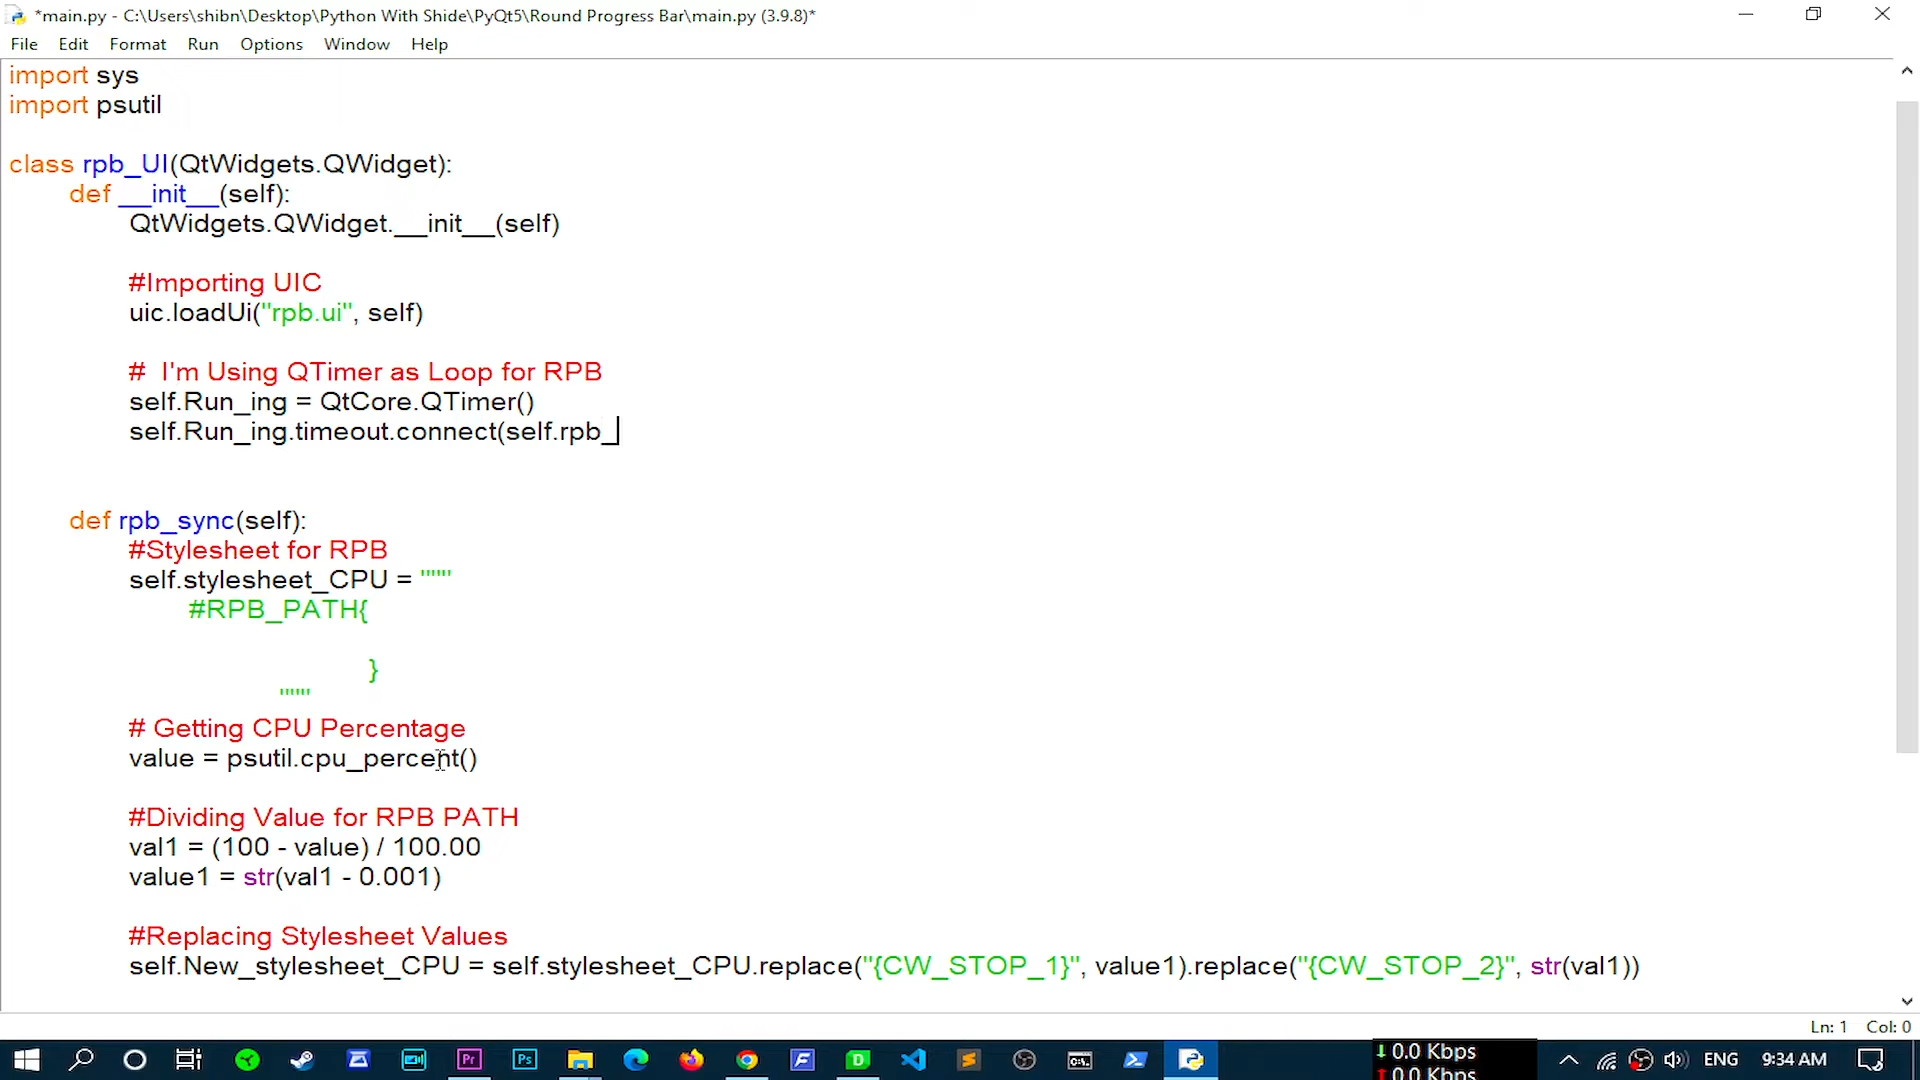 *main.py - C:\Users\shibn\Desktop\Python With Shide\PyQt5\Round Progress Bar\main.py (3.9.8)*
File Edit Format Run Options Window Help
import sys
import psutil
class rpb_UI(QtWidgets.QWidget):
def __init__(self):
QtWidgets.QWidget.__init__(self)
#Importing UIC
uic.loadUi("rpb.ui", self)
#  I'm Using QTimer as Loop for RPB
self.Run_ing = QtCore.QTimer()
self.Run_ing.timeout.connect(self.rpb_
def rpb_sync(self):
#Stylesheet for RPB
self.stylesheet_CPU = """
#RPB_PATH{
}
"""
# Getting CPU Percentage
value = psutil.cpu_percent()
#Dividing Value for RPB PATH
val1 = (100 - value) / 100.00
value1 = str(val1 - 0.001)
#Replacing Stylesheet Values
self.New_stylesheet_CPU = self.stylesheet_CPU.replace("{CW_STOP_1}", value1).replace("{CW_STOP_2}", str(val1))
Ln: 1 Col: 0
Pr Ps
0.0 Kbps
0.0 Kbps
ENG 9:34 AM